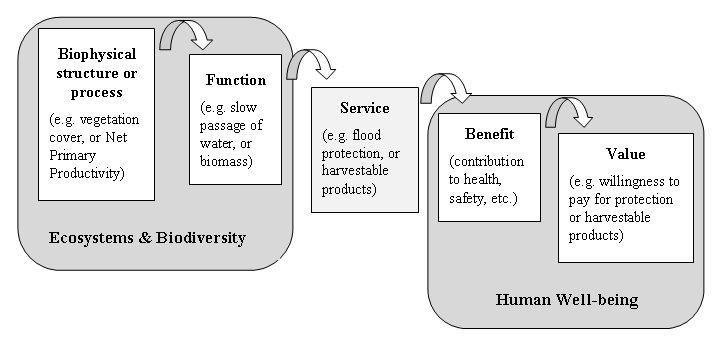 Biophysical
structure or
process
(e.g. vegetation
cover, or Net
Primary
Productivity)
Function
(e.g. slow
passage of
water, or
biomass)
Ecosystems & Biodiversity
Service
(e.g. flood
protection, or
harvestable
products)
Benefit
(contribution
to health,
safety, etc.)
Value
(e.g. willingness to
pay for protection
or harvestable
products)
Human Well-being